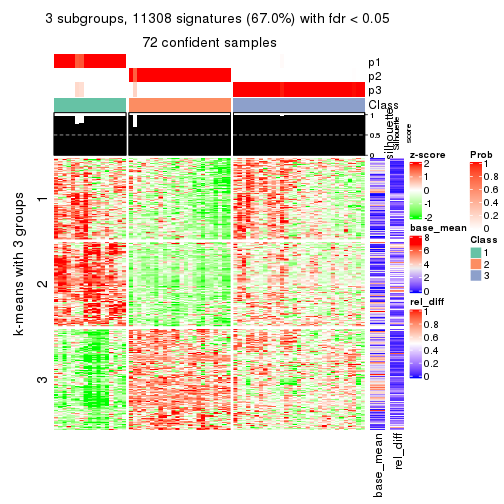 3 subgroups, 11308 signatures (67.0%) with fdr < 0.05
72 confident samples
p1
p2
p3
Class
silhouette
Silhouette
score
1
0.5
0
k-means with 3 groups
1
2
3
base_mean
rel_diff
z-score
2
1
0
-1
-2
base_mean
8
6
4
2
0
rel_diff
1
0.8
0.6
0.4
0.2
0
Prob
1
0.8
0.6
0.4
0.2
0
Class
1
2
3